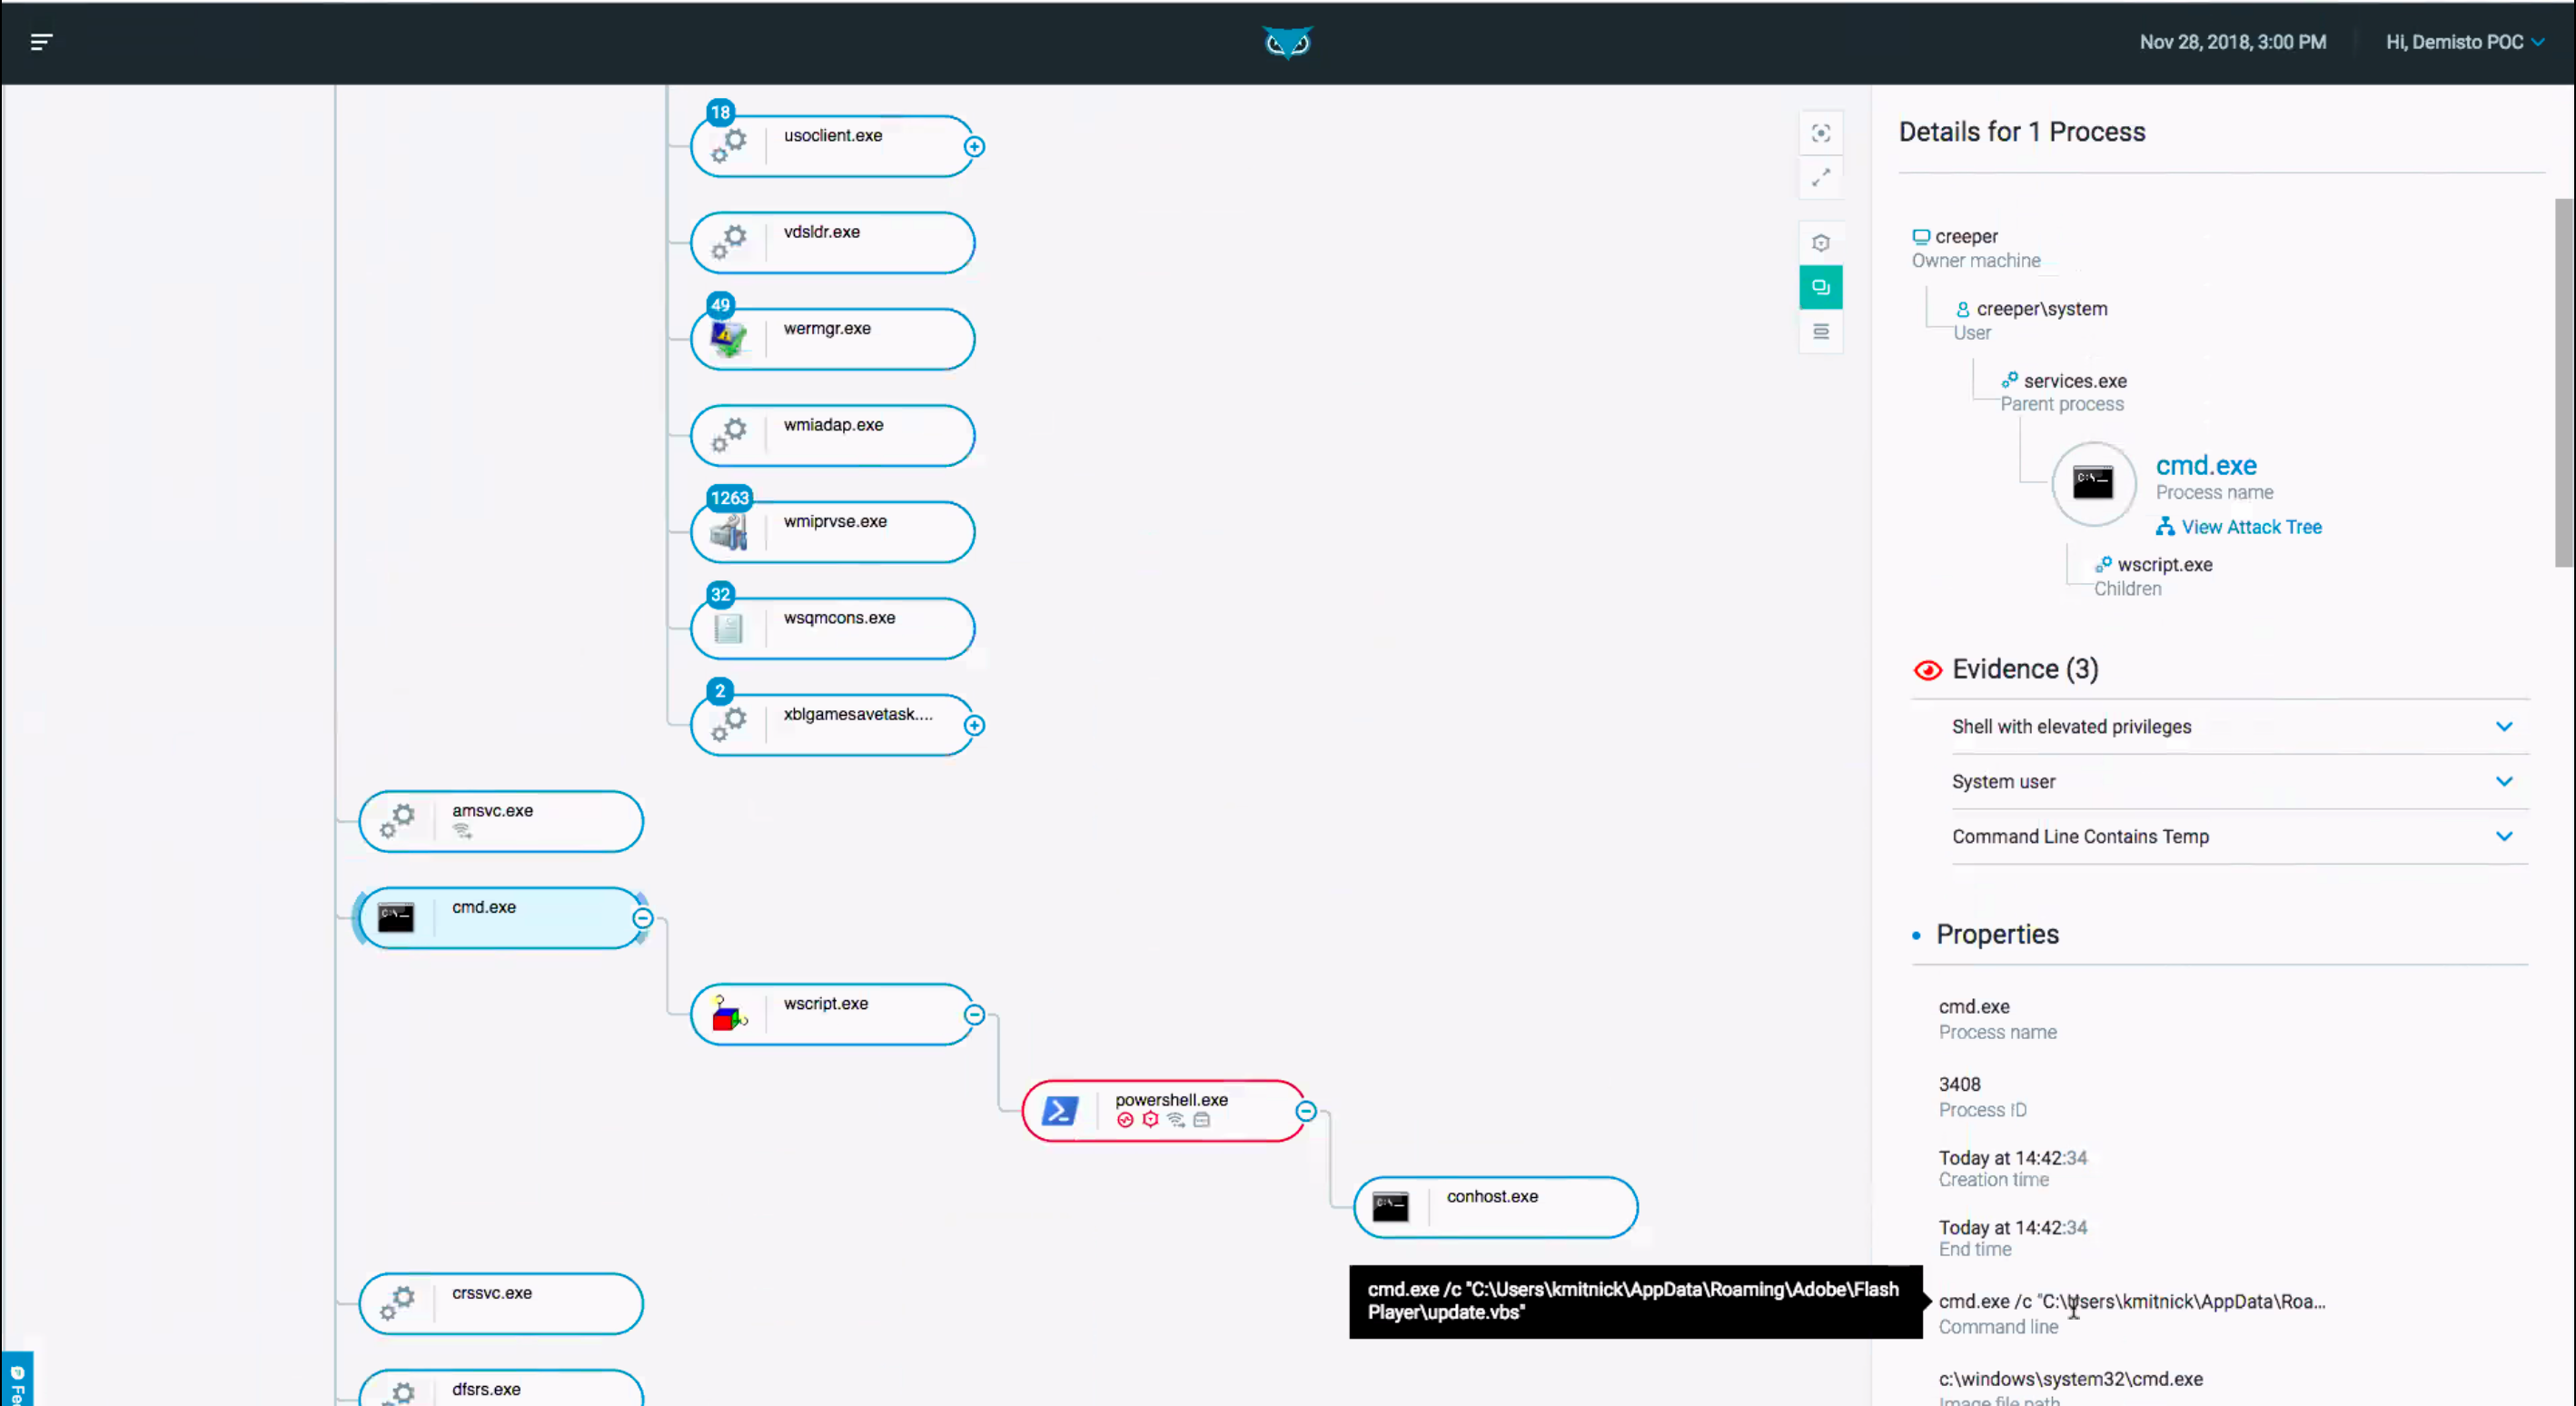 Nov 28, 2018, 3:00 PM
Hi, Demisto POC
18
usoclient.exe
vdsldr.exe
49
wermgr.exe
wmiadap.exe
1263
wmiprvse.exe
32
wsqmcons.exe
2
xblgamesavetask....
amsvc.exe
cmd.exe
wscript.exe
powershell.exe
conhost.exe
crssvc.exe
dfsrs.exe
cmd.exe /c "C:\Users\kmitnick\AppData\Roaming\Adobe\Flash
Player\update.vbs"
Details for 1 Process
creeper
Owner machine
creeper\system
User
services.exe
Parent process
cmd.exe
Process name
View Attack Tree
wscript.exe
Children
Evidence (3)
Shell with elevated privileges
System user
Command Line Contains Temp
Properties
cmd.exe
Process name
3408
Process ID
Today at 14:42:34
Creation time
Today at 14:42:34
End time
cmd.exe /c "C:\Users\kmitnick\AppData\Roa...
Command line
c:\windows\system32\cmd.exe
Image file path